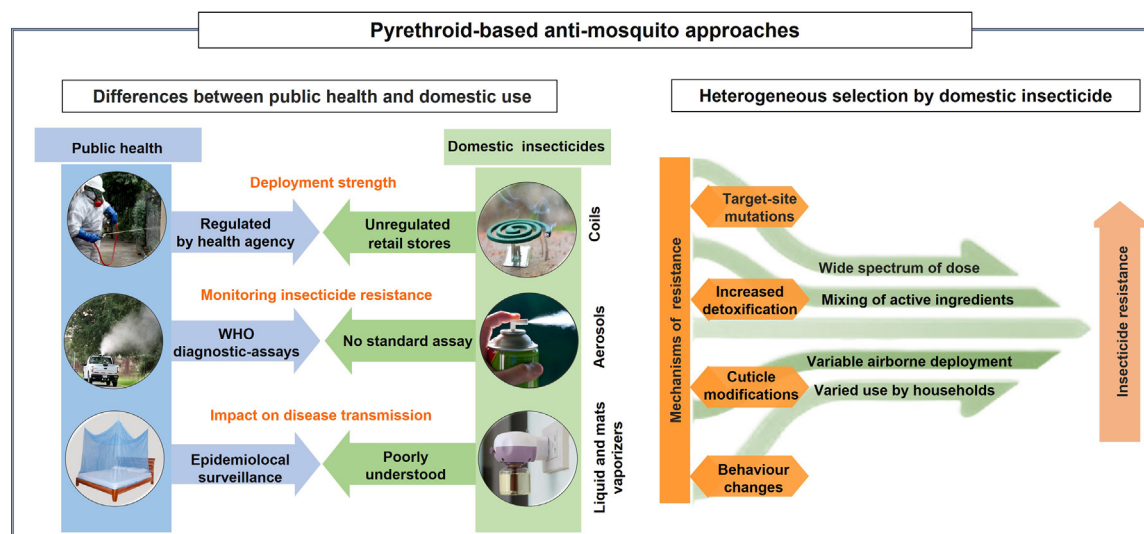 Pyrethroid-based anti-mosquito approaches
Differences between public health and domestic use
Public health
Domestic insecticides
Deployment strength
Regulated
by health agency
Unregulated
retail stores
Coils
Monitoring insecticide resistance
WHO
diagnostic-assays
No standard assay
Aerosols
Impact on disease transmission
Epidemiolocal
surveillance
Poorly
understood
Liquid and mats
vaporizers
Heterogeneous selection by domestic insecticide
Mechanisms of resistance
Target-site
mutations
Increased
detoxification
Cuticle
modifications
Behaviour
changes
Wide spectrum of dose
Mixing of active ingredients
Variable airborne deployment
Varied use by households
Insecticide resistance